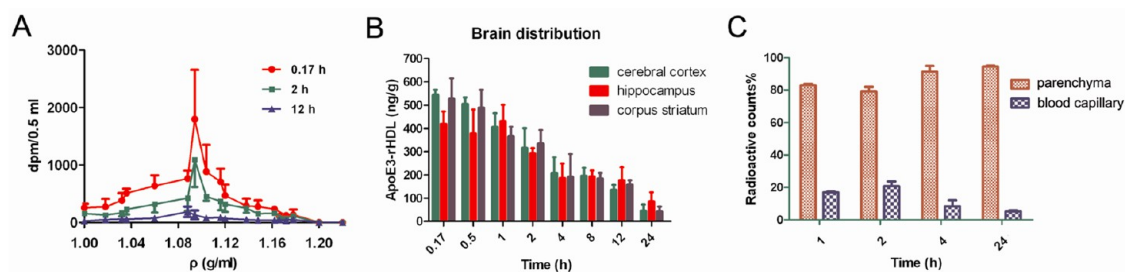 A
3000
2000
1000
0
dpm/0.5 ml
1.00
1.04
1.08
1.12
1.16
1.20
ρ (g/ml)
0.17 h
2 h
12 h
B
Brain distribution
700
600
500
400
300
200
100
0
ApoE3-rHDL (ng/g)
cerebral cortex
hippocampus
corpus striatum
0.17
0.5
1
2
4
8
12
24
Time (h)
C
100
80
60
40
20
0
Radioactive counts%
parenchyma
blood capillary
1
2
4
24
Time (h)